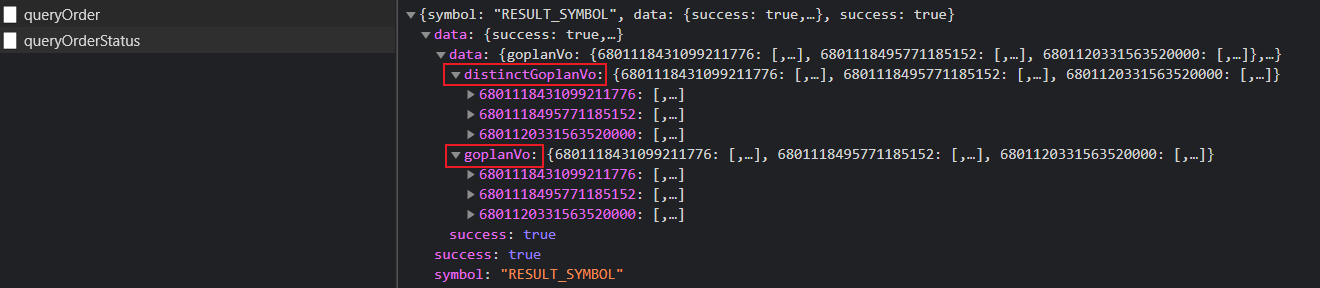 queryOrder
queryOrderStatus
▼{symbol: "RESULT_SYMBOL", data: {success: true,…}, success: true}
▼data: {success: true,…}
▼data: {goplanVo: {6801118431099211776: [,…], 6801118495771185152: [,…], 6801120331563520000: [,…]},…}
▼distinctGoplanVo: {6801118431099211776: [,…], 6801118495771185152: [,…], 6801120331563520000: [,…]}
▶6801118431099211776: [,…]
▶6801118495771185152: [,…]
▶6801120331563520000: [,…]
▼goplanVo: {6801118431099211776: [,…], 6801118495771185152: [,…], 6801120331563520000: [,…]}
▶6801118431099211776: [,…]
▶6801118495771185152: [,…]
▶6801120331563520000: [,…]
success: true
success: true
symbol: "RESULT_SYMBOL"